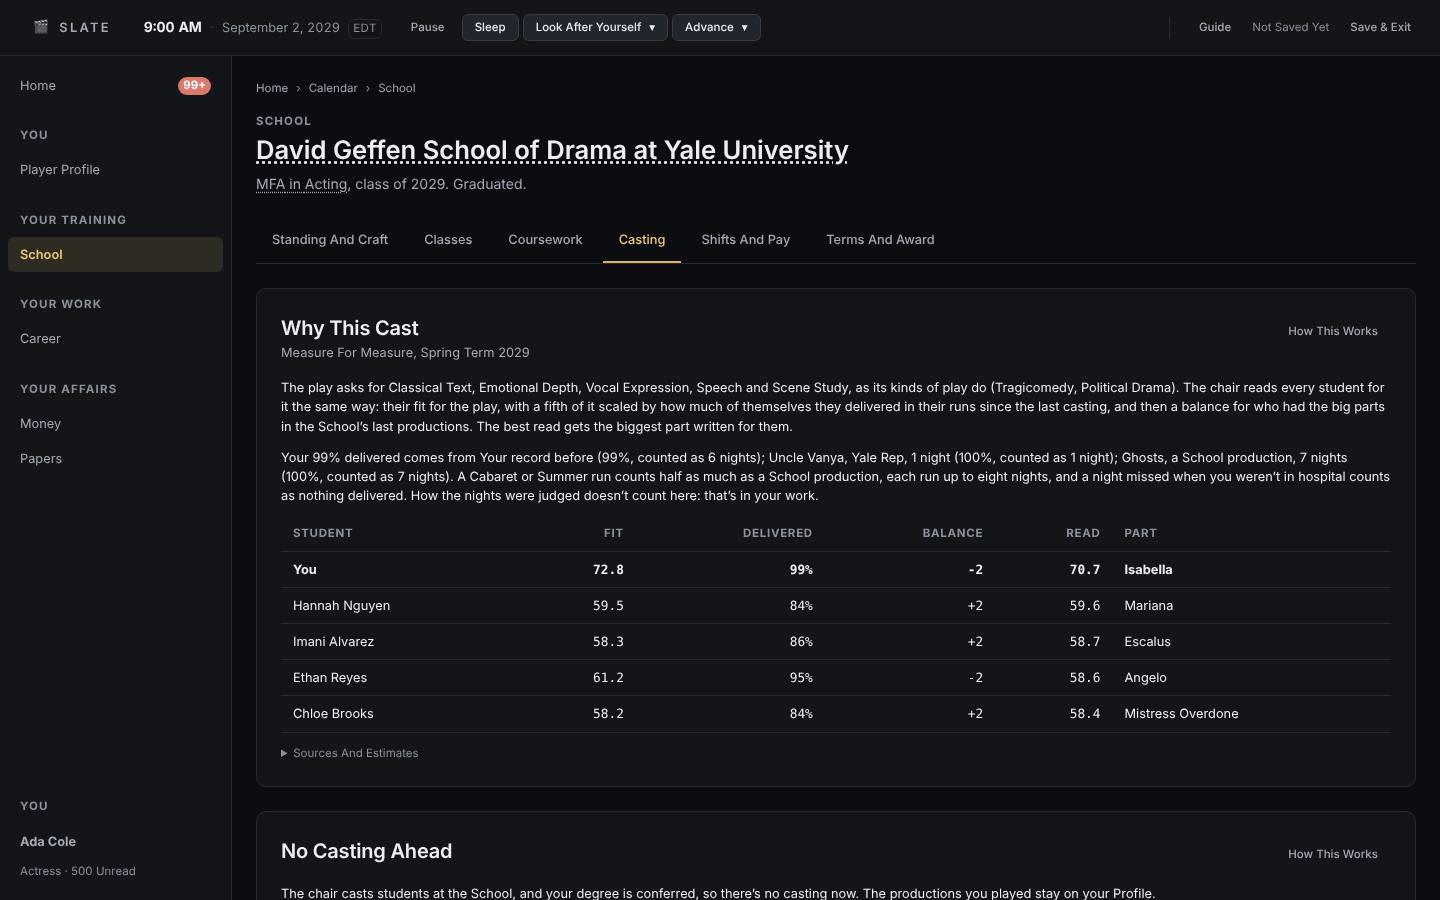 SLATE
9:00 AM · September 2, 2029 EDT
Pause
Sleep
Look After Yourself ▾
Advance ▾
Guide
Not Saved Yet
Save & Exit
Home
99+
YOU
Player Profile
YOUR TRAINING
School
YOUR WORK
Career
YOUR AFFAIRS
Money
Papers
YOU
Ada Cole
Actress · 500 Unread
Home › Calendar › School
SCHOOL
David Geffen School of Drama at Yale University
MFA in Acting, class of 2029. Graduated.
Standing And Craft
Classes
Coursework
Casting
Shifts And Pay
Terms And Award
Why This Cast
How This Works
Measure For Measure, Spring Term 2029
The play asks for Classical Text, Emotional Depth, Vocal Expression, Speech and Scene Study, as its kinds of play do (Tragicomedy, Political Drama). The chair reads every student for
it the same way: their fit for the play, with a fifth of it scaled by how much of themselves they delivered in their runs since the last casting, and then a balance for who had the big parts
in the School's last productions. The best read gets the biggest part written for them.
Your 99% delivered comes from Your record before (99%, counted as 6 nights); Uncle Vanya, Yale Rep, 1 night (100%, counted as 1 night); Ghosts, a School production, 7 nights
(100%, counted as 7 nights). A Cabaret or Summer run counts half as much as a School production, each run up to eight nights, and a night missed when you weren't in hospital counts
as nothing delivered. How the nights were judged doesn't count here: that's in your work.
STUDENT FIT DELIVERED BALANCE READ PART
You 72.8 99% -2 70.7 Isabella
Hannah Nguyen 59.5 84% +2 59.6 Mariana
Imani Alvarez 58.3 86% +2 58.7 Escalus
Ethan Reyes 61.2 95% -2 58.6 Angelo
Chloe Brooks 58.2 84% +2 58.4 Mistress Overdone
▶ Sources And Estimates
No Casting Ahead
How This Works
The chair casts students at the School, and your degree is conferred, so there's no casting now. The productions you played stay on your Profile.